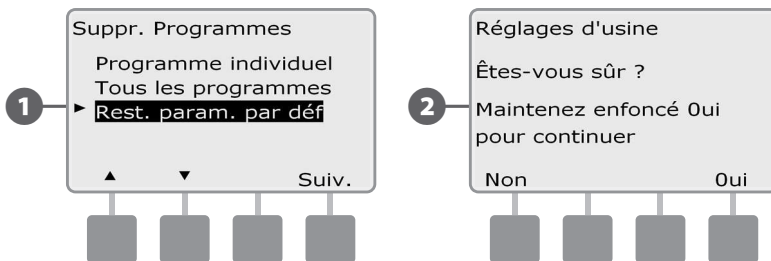 Suppr. Programmes
Programme individuel
Tous les programmes
1
► Rest. param. par déf
▲ ▼ Suiv.
Réglages d'usine
Êtes-vous sûr ?
2
Maintenez enfoncé 0ui
pour continuer
Non 0ui